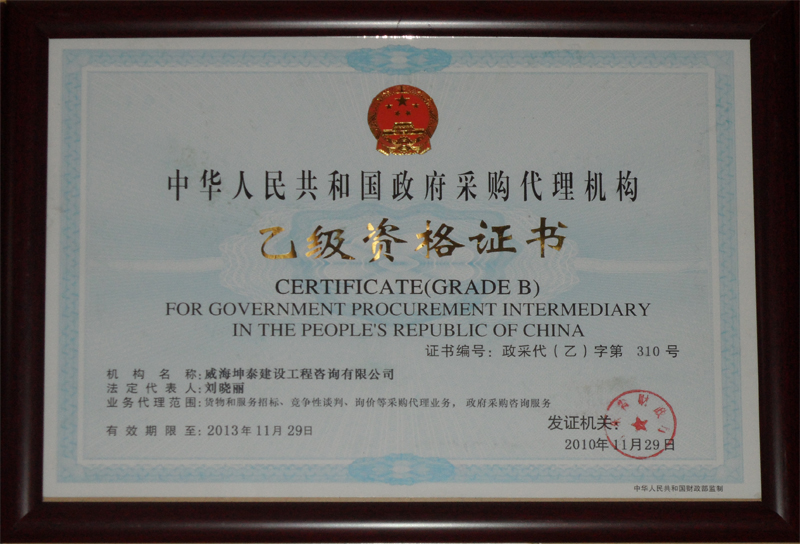 中华人民共和国政府采购代理机构
乙级资格证书
CERTIFICATE(GRADE B)
FOR GOVERNMENT PROCUREMENT INTERMEDIARY
IN THE PEOPLE'S REPUBLIC OF CHINA
证书编号：政采代（乙）字第 310 号
机构名称：威海坤泰建设工程咨询有限公司
法定代表人：刘晓丽
业务代理范围：货物和服务招标、竞争性谈判、询价等采购代理业务，政府采购咨询服务
有效期限至：2013年11月29日
发证机关：
2010年11月29日
中华人民共和国财政部监制